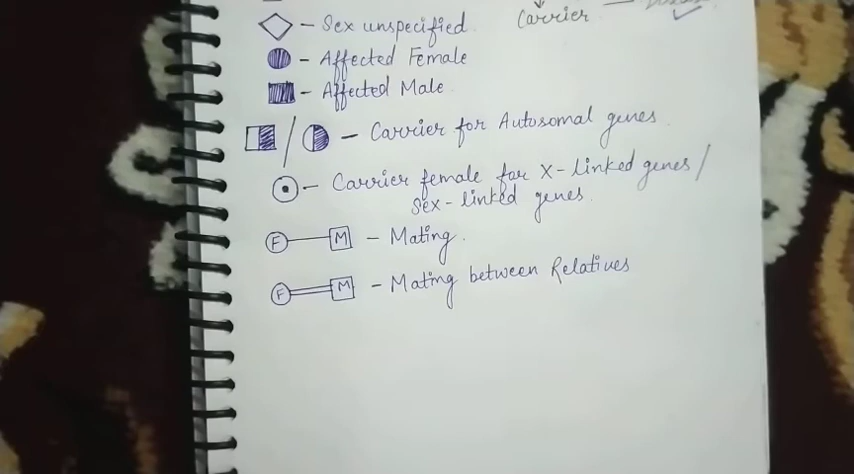 – Sex unspecified
Carrier —
– Affected Female
– Affected Male
/ – Carrier for Autosomal genes
– Carrier female for X-linked genes/
Sex-linked genes.
F M – Mating.
F M – Mating between Relatives